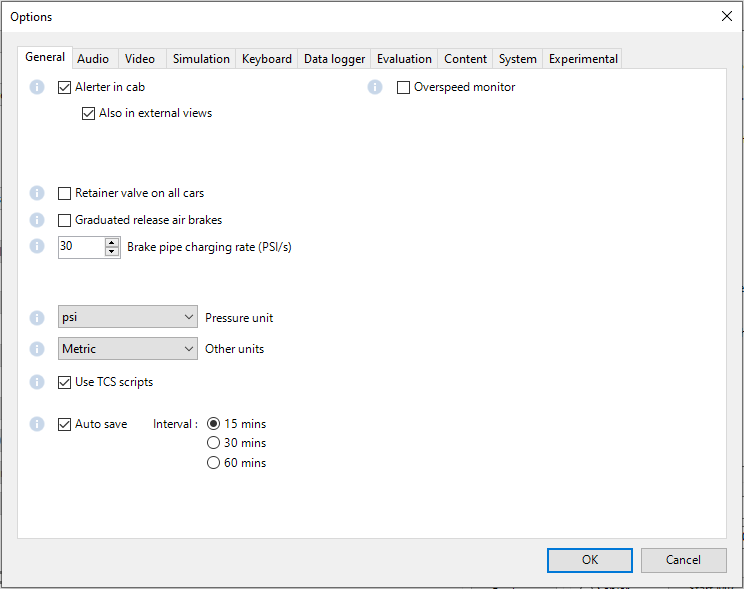 Options
General Audio Video Simulation Keyboard Data logger Evaluation Content System Experimental
Alerter in cab Overspeed monitor
Also in external views
Retainer valve on all cars
Graduated release air brakes
30 Brake pipe charging rate (PSI/s)
psi Pressure unit
Metric Other units
Use TCS scripts
Auto save Interval : 15 mins
30 mins
60 mins
OK Cancel